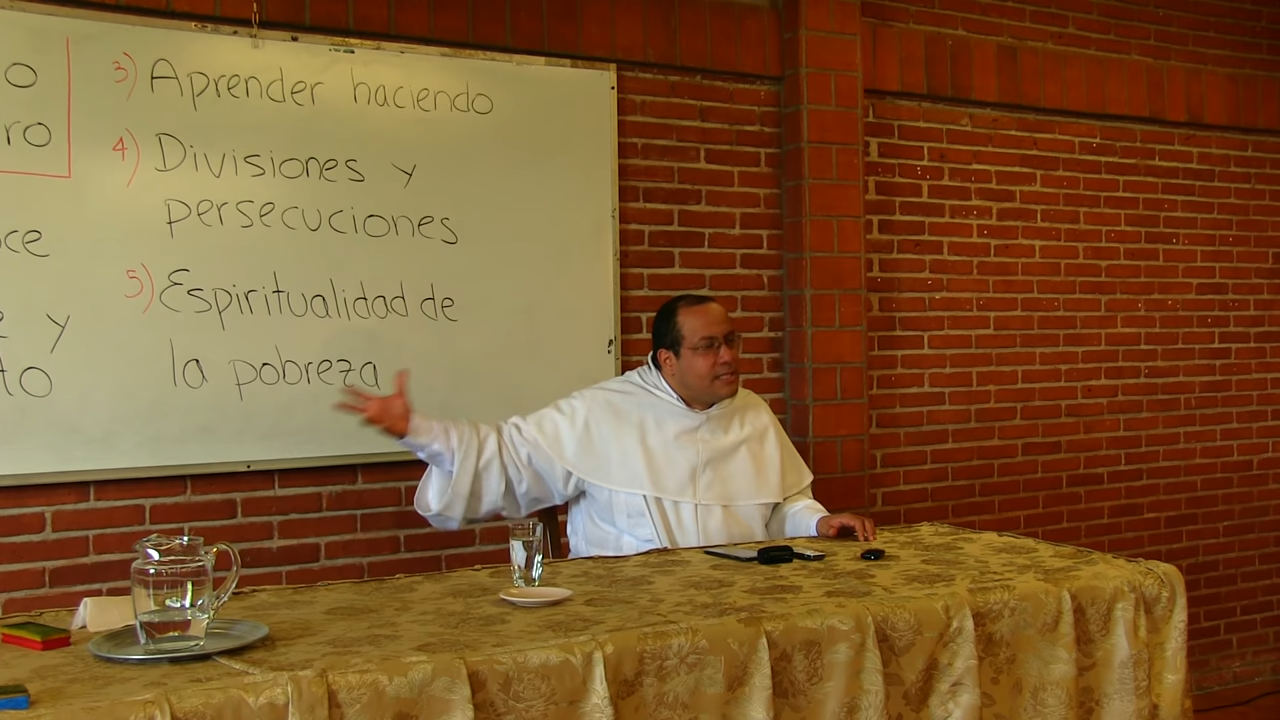 3) Aprender haciendo
4) Divisiones y
persecuciones
5) Espiritualidad de
la pobreza